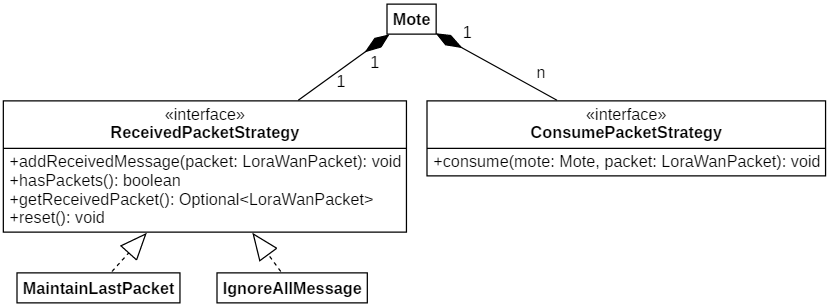 Mote
1
1
1
n
«interface»
ReceivedPacketStrategy
+addReceivedMessage(packet: LoraWanPacket): void
+hasPackets(): boolean
+getReceivedPacket(): Optional<LoraWanPacket>
+reset(): void
«interface»
ConsumePacketStrategy
+consume(mote: Mote, packet: LoraWanPacket): void
MaintainLastPacket
IgnoreAllMessage